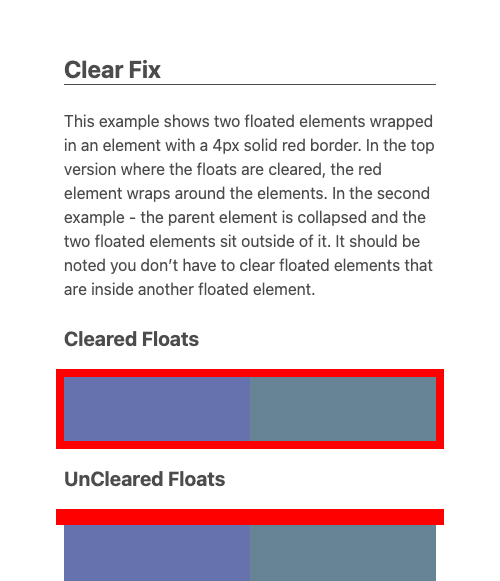 Clear Fix
This example shows two floated elements wrapped
in an element with a 4px solid red border. In the top
version where the floats are cleared, the red
element wraps around the elements. In the second
example - the parent element is collapsed and the
two floated elements sit outside of it. It should be
noted you don’t have to clear floated elements that
are inside another floated element.
Cleared Floats
UnCleared Floats